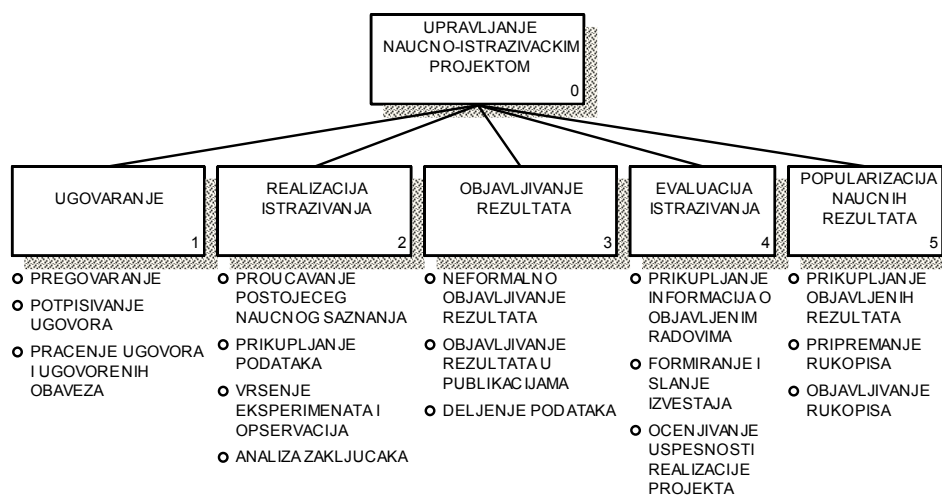 UPRAVLJANJE
NAUCNO-ISTRAZIVACKIM
PROJEKTOM
0
UGOVARANJE
1
REALIZACIJA
ISTRAZIVANJA
2
OBJAVLJIVANJE
REZULTATA
3
EVALUACIJA
ISTRAZIVANJA
4
POPULARIZACIJA
NAUCNIH
REZULTATA
5
PREGOVARANJE
POTPISIVANJE
UGOVORA
PRACENJE UGOVORA
I UGOVORENIH
OBAVEZA
PROUCAVANJE
POSTOJECEG
NAUCNOG SAZNANJA
PRIKUPLJANJE
PODATAKA
VRSENJE
EKSPERIMENATA I
OPSERVACIJA
ANALIZA ZAKLJUCAKA
NEFORMALNO
OBJAVLJIVANJE
REZULTATA
OBJAVLJIVANJE
REZULTATA U
PUBLIKACIJAMA
DELJENJE PODATAKA
PRIKUPLJANJE
INFORMACIJA O
OBJAVLJENIM
RADOVIMA
FORMIRANJE I
SLANJE
IZVESTAJA
OCENJIVANJE
USPESNOSTI
REALIZACIJE
PROJEKTA
PRIKUPLJANJE
OBJAVLJENIH
REZULTATA
PRIPREMANJE
RUKOPISA
OBJAVLJIVANJE
RUKOPISA